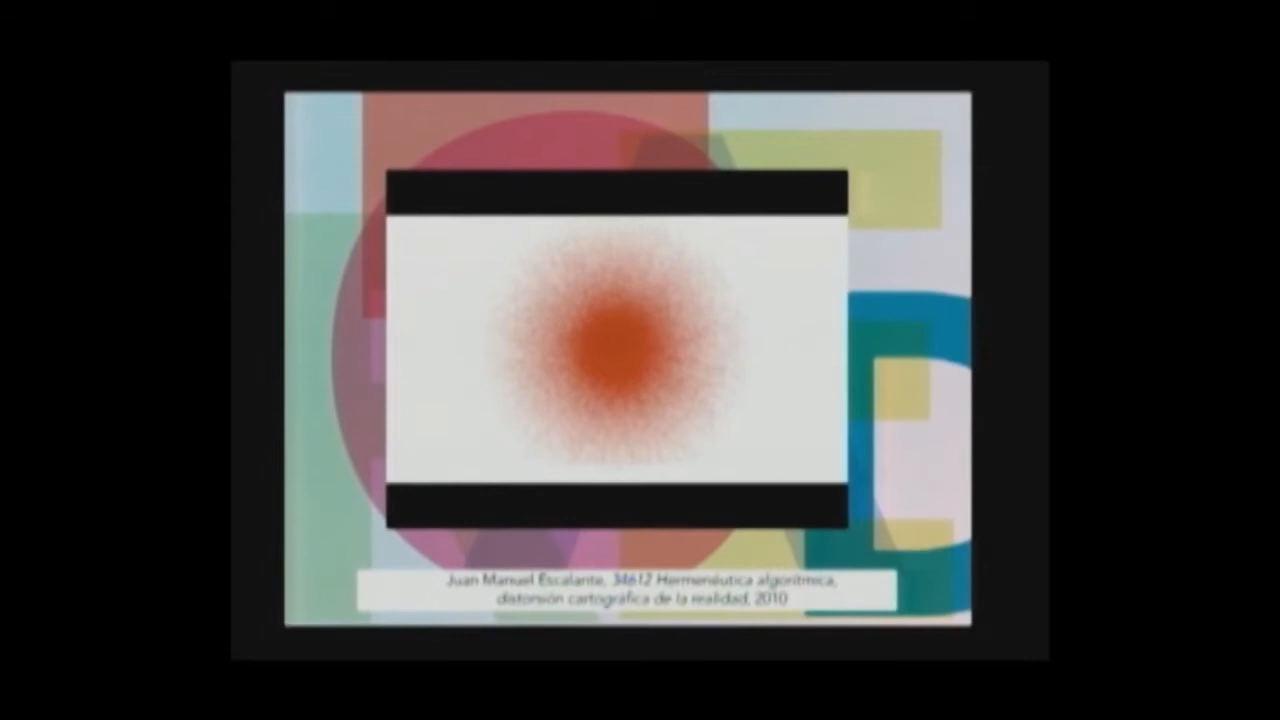 Juan Manuel Escalante, 34612 Hermenéutica algorítmica,
distorsión cartográfica de la realidad, 2010